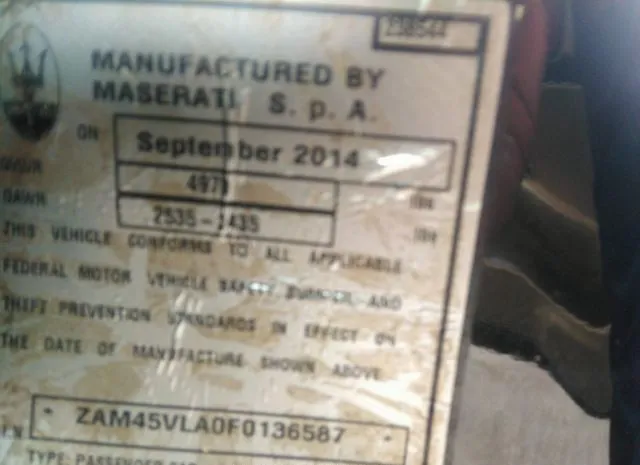 MANUFACTURED BY
MASERATI S.p.A.
ON September 2014
GVWR LBS
GAWR 2535 - 2435 LBS
THIS VEHICLE CONFORMS TO ALL APPLICABLE
FEDERAL MOTOR VEHICLE SAFETY BUMPER AND
THEFT PREVENTION STANDARDS IN EFFECT ON
THE DATE OF MANUFACTURE SHOWN ABOVE
* ZAM45VLA0F0136587 *
TYPE: PASSENGER CAR